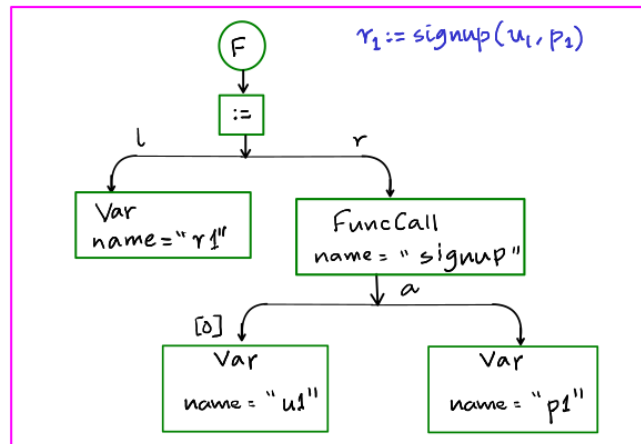 F
r₁ := signup(u₁, p₁)
:=
l
r
Var
name="r1"
FuncCall
name="signup"
a
[0]
Var
name="u1"
Var
name="p1"